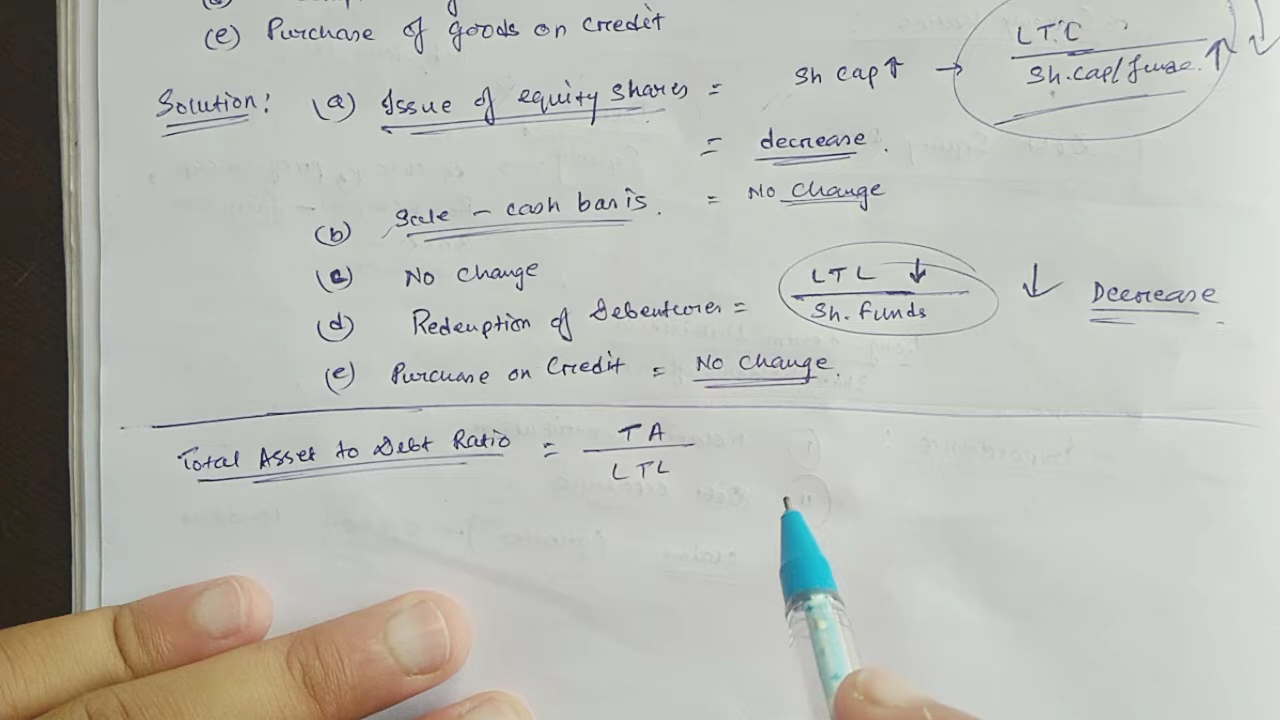 (e) Purchase of goods on credit
Solution: (a) Issue of equity shares = Sh cap↑ → LTC / Sh. cap/ ↑ ↓
= decrease.
(b) Sale - cash basis. = No change
(c) No change
(d) Redeuption of Debentures = LTL ↓ / Sh. funds ↓ Decrease
(e) Purchase on Credit = No change.
Total Asset to Debt Ratio = TA / LTL